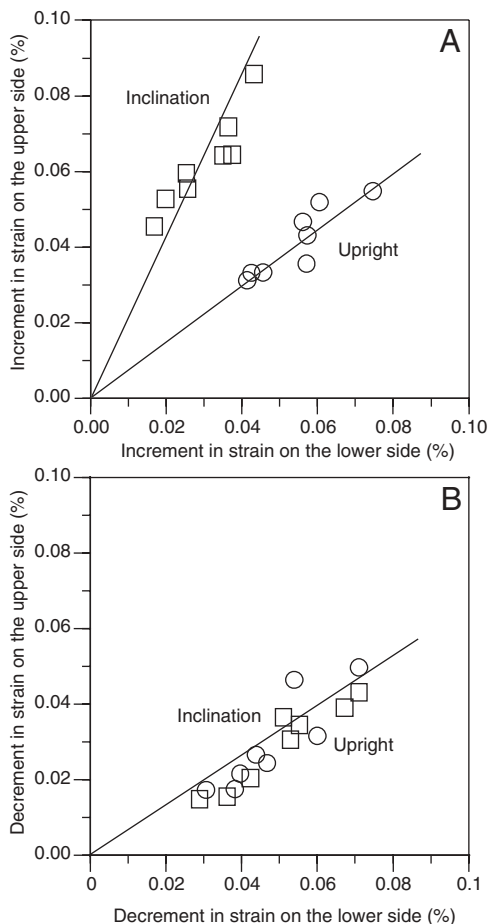 A
0.10
0.08
0.06
0.04
0.02
0.00
Increment in strain on the upper side (%)
Inclination
Upright
0.00 0.02 0.04 0.06 0.08 0.10
Increment in strain on the lower side (%)
B
0.10
0.08
0.06
0.04
0.02
0.00
Decrement in strain on the upper side (%)
Inclination
Upright
0 0.02 0.04 0.06 0.08 0.1
Decrement in strain on the lower side (%)